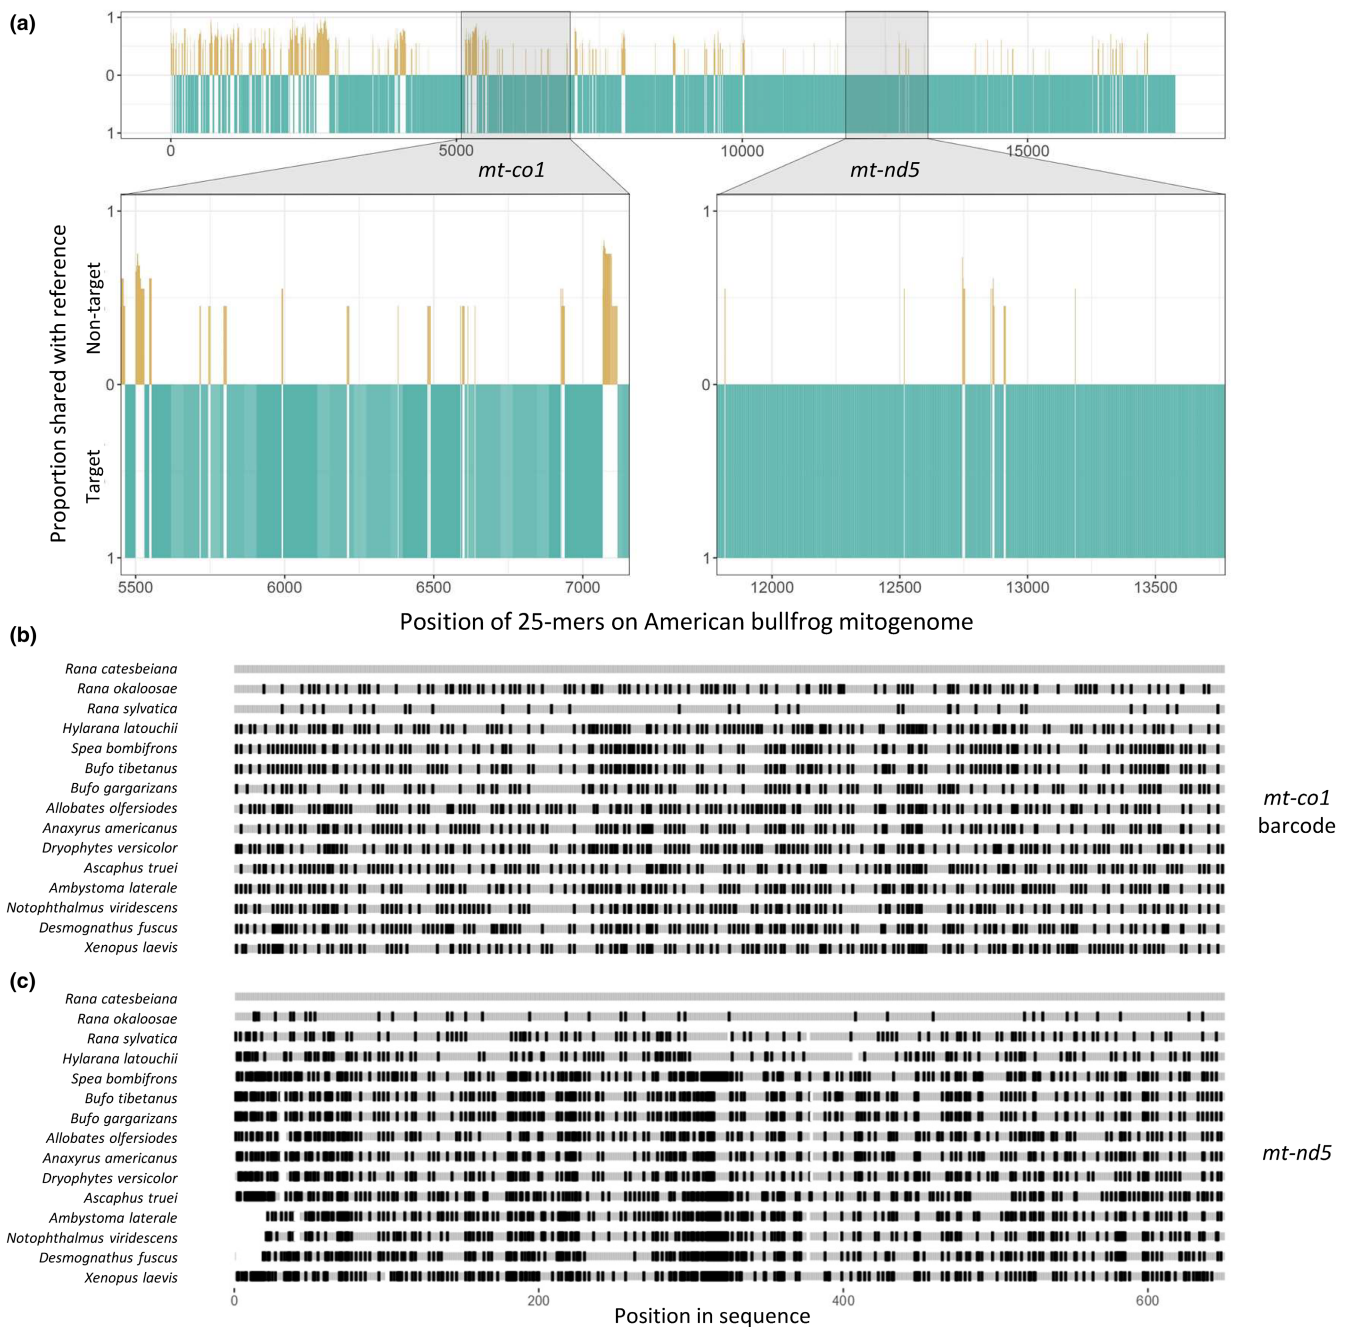 (a)
1
0
1
0
5000
10000
15000
mt-co1
mt-nd5
Proportion shared with reference
Non-target
Target
1
0
1
5500
6000
6500
7000
1
0
1
12000
12500
13000
13500
Position of 25-mers on American bullfrog mitogenome
(b)
Rana catesbeiana
Rana okaloosae
Rana sylvatica
Hylarana latouchii
Spea bombifrons
Bufo tibetanus
Bufo gargarizans
Allobates olfersiodes
Anaxyrus americanus
Dryophytes versicolor
Ascaphus truei
Ambystoma laterale
Notophthalmus viridescens
Desmognathus fuscus
Xenopus laevis
mt-co1
barcode
(c)
Rana catesbeiana
Rana okaloosae
Rana sylvatica
Hylarana latouchii
Spea bombifrons
Bufo tibetanus
Bufo gargarizans
Allobates olfersiodes
Anaxyrus americanus
Dryophytes versicolor
Ascaphus truei
Ambystoma laterale
Notophthalmus viridescens
Desmognathus fuscus
Xenopus laevis
mt-nd5
0
200
400
600
Position in sequence